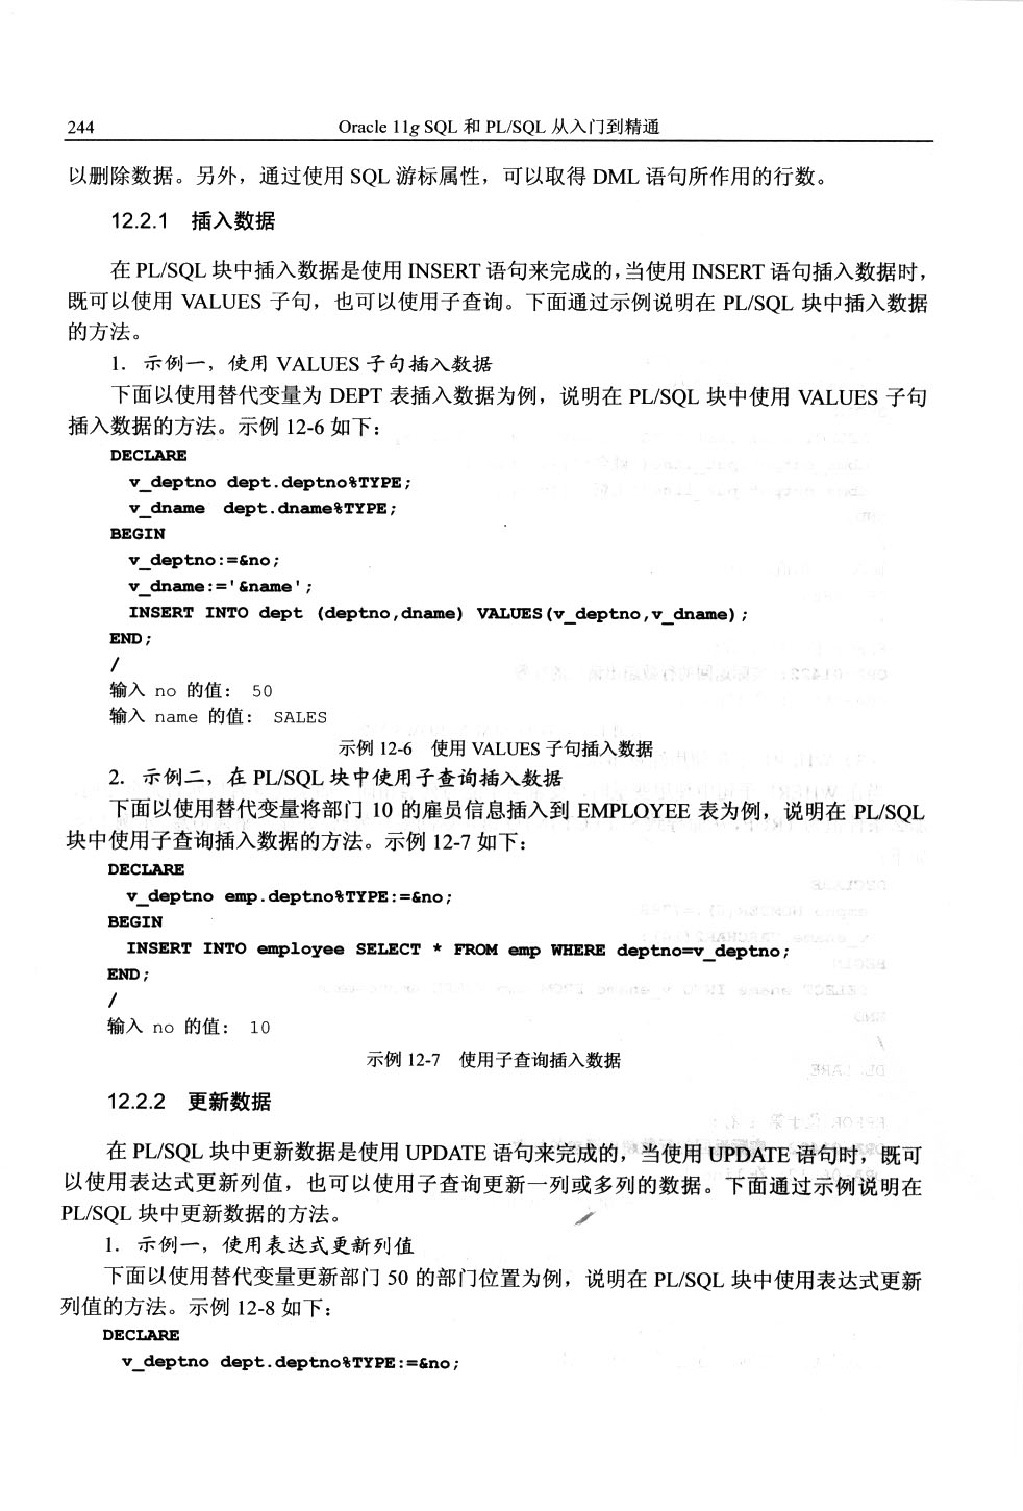 244
Oracle 11g SQL 和 PL/SQL 从入门到精通
以删除数据。另外，通过使用 SQL 游标属性，可以取得 DML 语句所作用的行数。
12.2.1 插入数据
在 PL/SQL 块中插入数据是使用 INSERT 语句来完成的，当使用 INSERT 语句插入数据时，
既可以使用 VALUES 子句，也可以使用子查询。下面通过示例说明在 PL/SQL 块中插入数据
的方法。
1. 示例一，使用 VALUES 子句插入数据
下面以使用替代变量为 DEPT 表插入数据为例，说明在 PL/SQL 块中使用 VALUES 子句
插入数据的方法。示例 12-6 如下：
DECLARE
v_deptno dept.deptno%TYPE;
v_dname dept.dname%TYPE;
BEGIN
v_deptno:=&no;
v_dname:='&name';
INSERT INTO dept (deptno,dname) VALUES(v_deptno,v_dname);
END;
/
输入 no 的值： 50
输入 name 的值： SALES
示例 12-6 使用 VALUES 子句插入数据
2. 示例二，在 PL/SQL 块中使用子查询插入数据
下面以使用替代变量将部门 10 的雇员信息插入到 EMPLOYEE 表为例，说明在 PL/SQL
块中使用子查询插入数据的方法。示例 12-7 如下：
DECLARE
v_deptno emp.deptno%TYPE:=&no;
BEGIN
INSERT INTO employee SELECT * FROM emp WHERE deptno=v_deptno;
END;
/
输入 no 的值： 10
示例 12-7 使用子查询插入数据
12.2.2 更新数据
在 PL/SQL 块中更新数据是使用 UPDATE 语句来完成的，当使用 UPDATE 语句时，既可
以使用表达式更新列值，也可以使用子查询更新一列或多列的数据。下面通过示例说明在
PL/SQL 块中更新数据的方法。
1. 示例一，使用表达式更新列值
下面以使用替代变量更新部门 50 的部门位置为例，说明在 PL/SQL 块中使用表达式更新
列值的方法。示例 12-8 如下：
DECLARE
v_deptno dept.deptno%TYPE:=&no;